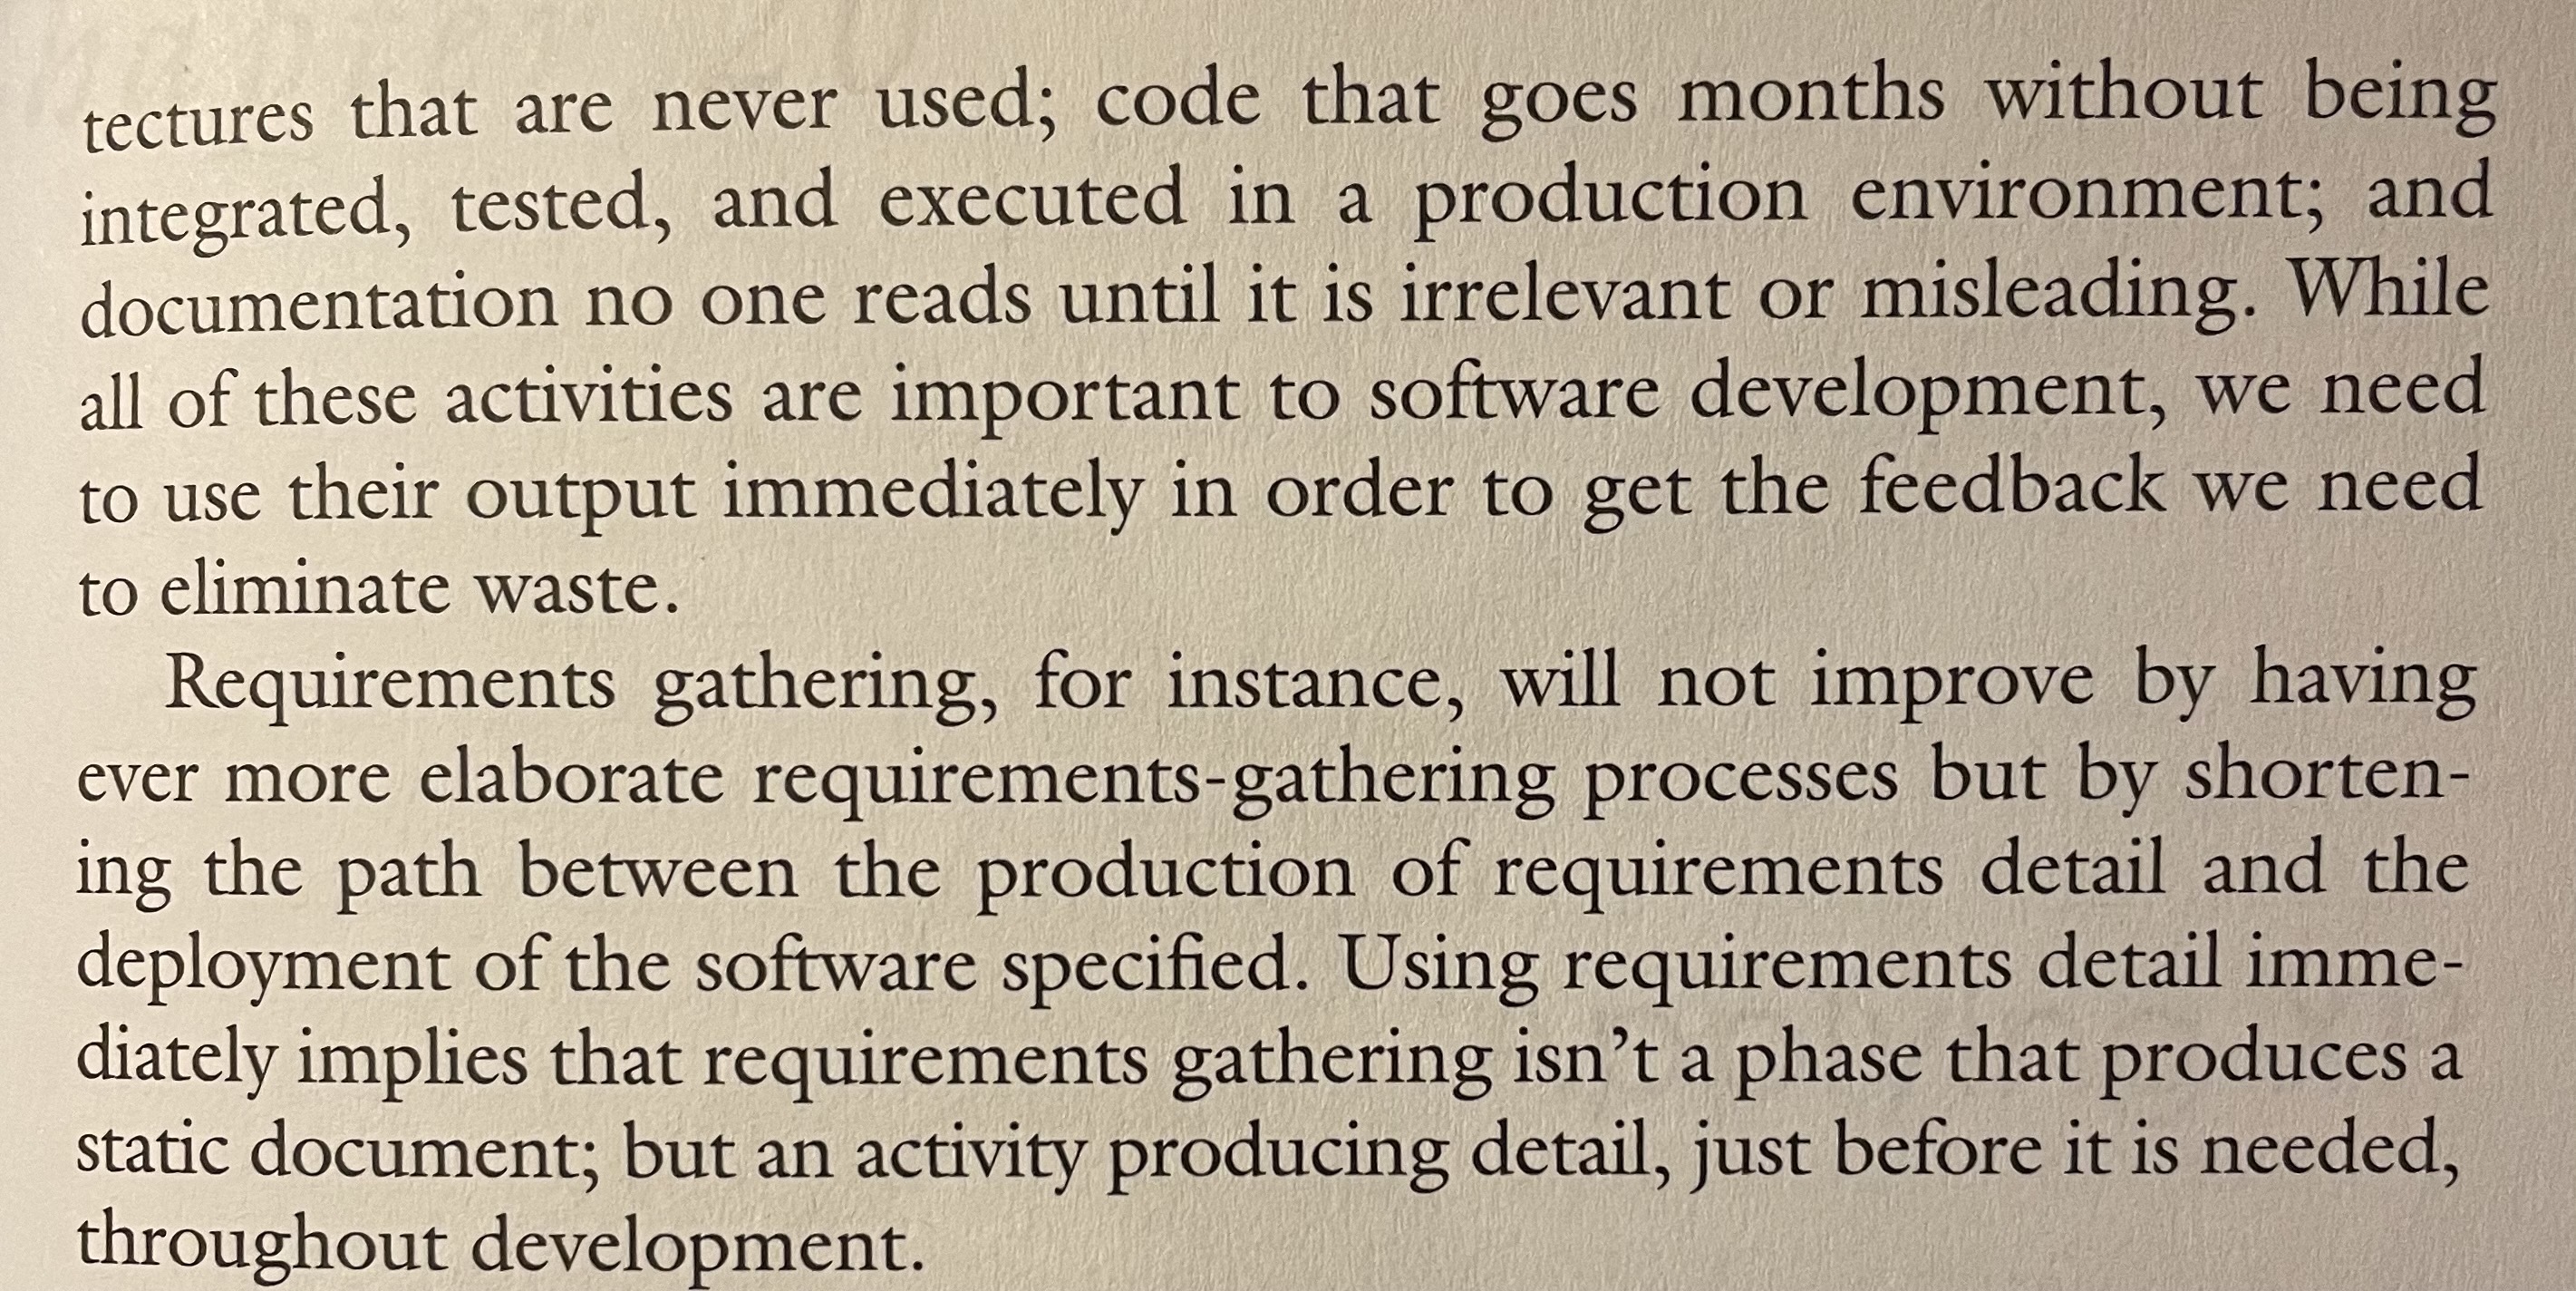 tectures that are never used; code that goes months without being
integrated, tested, and executed in a production environment; and
documentation no one reads until it is irrelevant or misleading. While
all of these activities are important to software development, we need
to use their output immediately in order to get the feedback we need
to eliminate waste.
Requirements gathering, for instance, will not improve by having
ever more elaborate requirements-gathering processes but by shorten-
ing the path between the production of requirements detail and the
deployment of the software specified. Using requirements detail imme-
diately implies that requirements gathering isn’t a phase that produces a
static document; but an activity producing detail, just before it is needed,
throughout development.